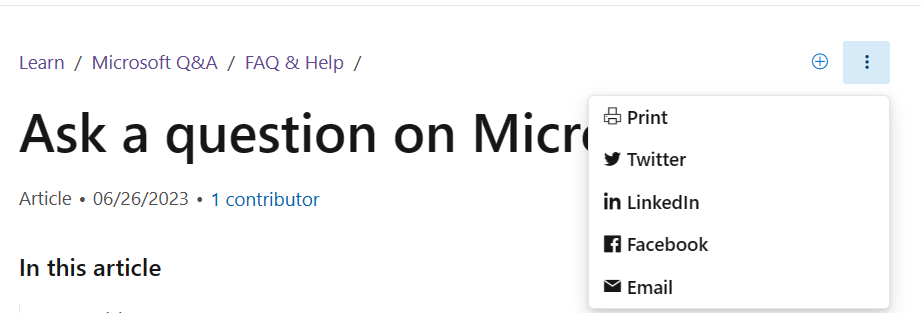 Learn / Microsoft Q&A / FAQ & Help /
Ask a question on
Article • 06/26/2023 • 1 contributor
In this article
Print
Twitter
LinkedIn
Facebook
Email